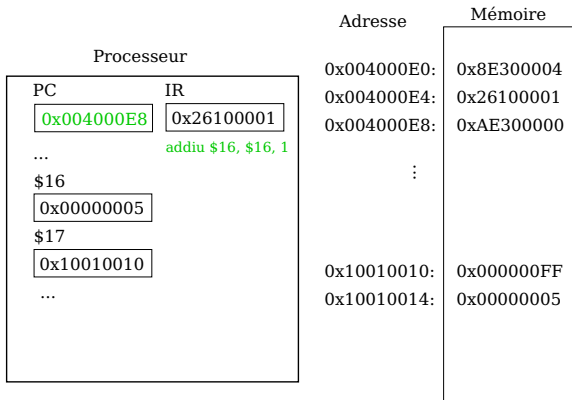 Processeur
PC IR
0x004000E8 0x26100001
addiu $16, $16, 1
...
$16
0x00000005
$17
0x10010010
...
Adresse Mémoire
0x004000E0: 0x8E300004
0x004000E4: 0x26100001
0x004000E8: 0xAE300000
⋮
0x10010010: 0x000000FF
0x10010014: 0x00000005